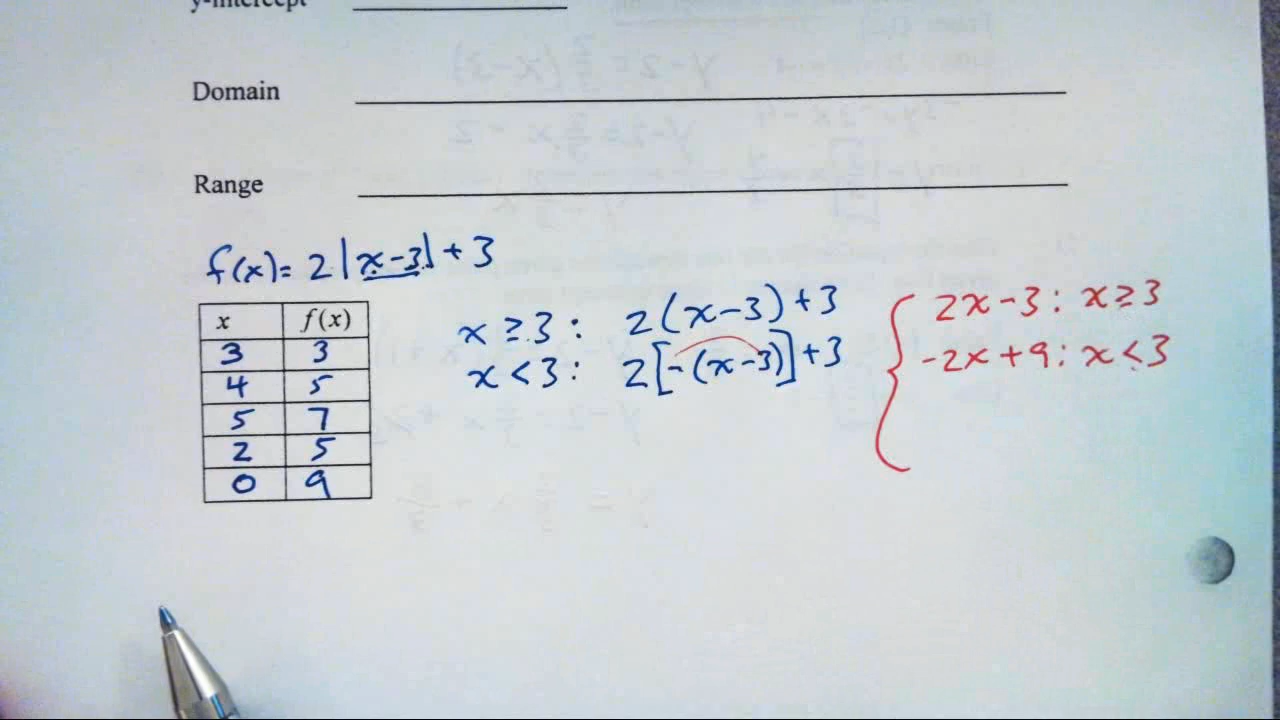 y-intercept
Domain
Range
f(x)= 2|x-3|+3
x f(x)
3 3
4 5
5 7
2 5
0 9
x ≥ 3 : 2(x-3)+3
x < 3 : 2[-(x-3)]+3
2x-3 : x ≥ 3
-2x+9 : x < 3